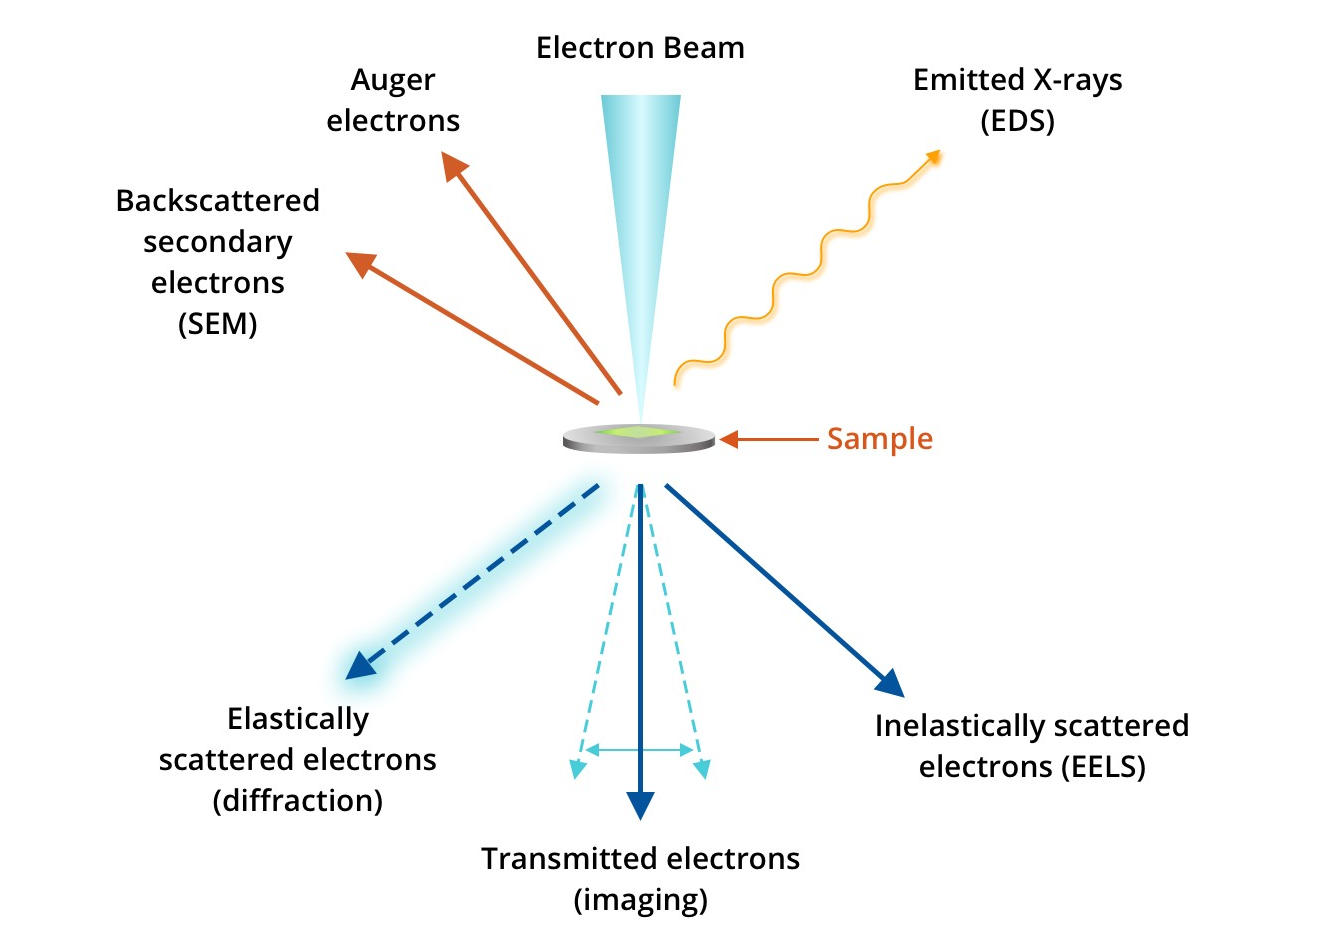 Electron Beam
Auger
electrons
Emitted X-rays
(EDS)
Backscattered
secondary
electrons
(SEM)
Sample
Elastically
scattered electrons
(diffraction)
Inelastically scattered
electrons (EELS)
Transmitted electrons
(imaging)